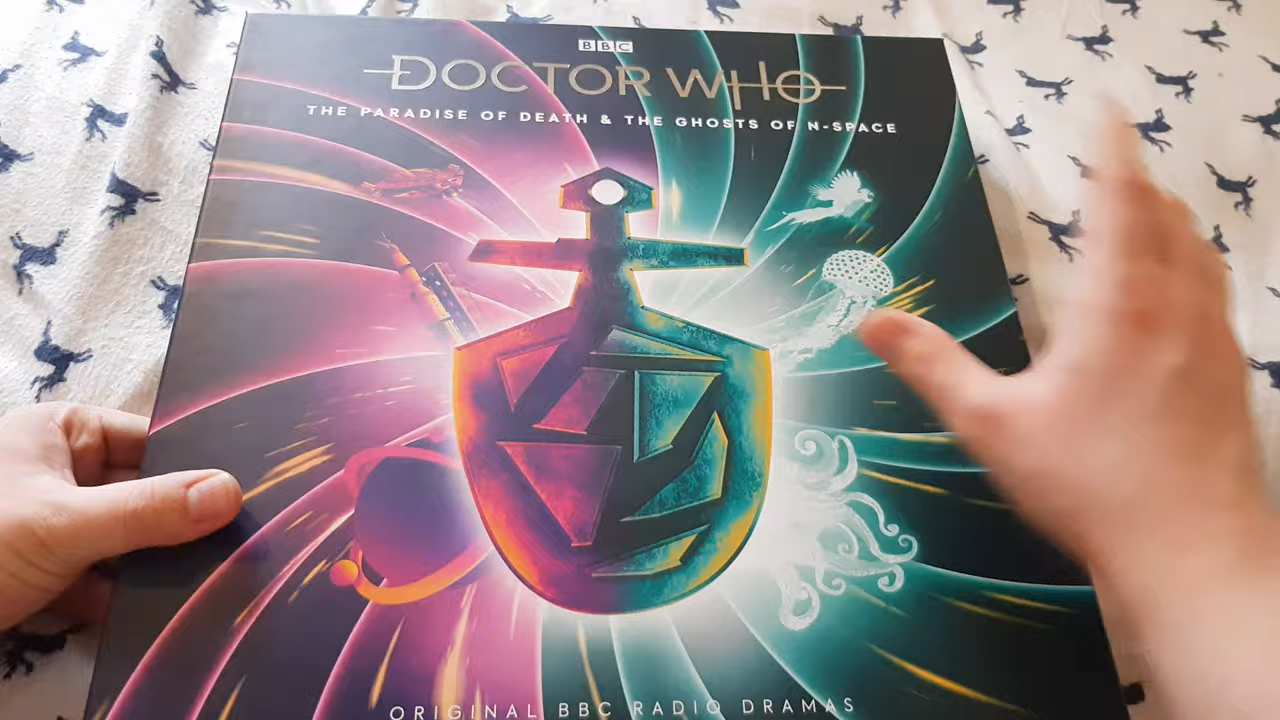 BBC
DOCTOR WHO
THE PARADISE OF DEATH & THE GHOSTS OF N-SPACE
ORIGINAL BBC RADIO DRAMAS